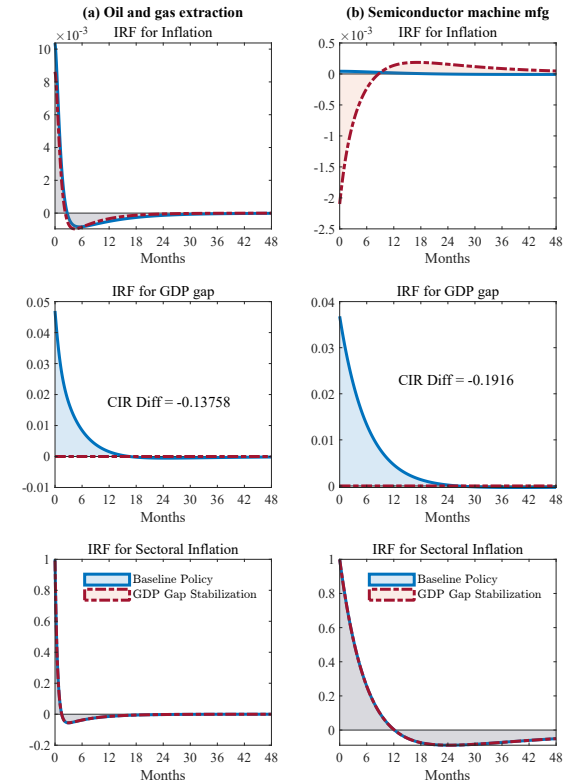 (a) Oil and gas extraction
IRF for Inflation
×10⁻³
10
8
6
4
2
0
0 6 12 18 24 30 36 42 48
Months
(b) Semiconductor machine mfg
IRF for Inflation
×10⁻³
0.5
0
-0.5
-1
-1.5
-2
-2.5
0 6 12 18 24 30 36 42 48
Months
IRF for GDP gap
0.05
0.04
0.03
0.02
0.01
0
-0.01
CIR Diff = -0.13758
0 6 12 18 24 30 36 42 48
Months
IRF for GDP gap
0.04
0.03
0.02
0.01
0
CIR Diff = -0.1916
0 6 12 18 24 30 36 42 48
Months
IRF for Sectoral Inflation
1
0.8
0.6
0.4
0.2
0
-0.2
Baseline Policy
GDP Gap Stabilization
0 6 12 18 24 30 36 42 48
Months
IRF for Sectoral Inflation
1
0.8
0.6
0.4
0.2
0
Baseline Policy
GDP Gap Stabilization
0 6 12 18 24 30 36 42 48
Months